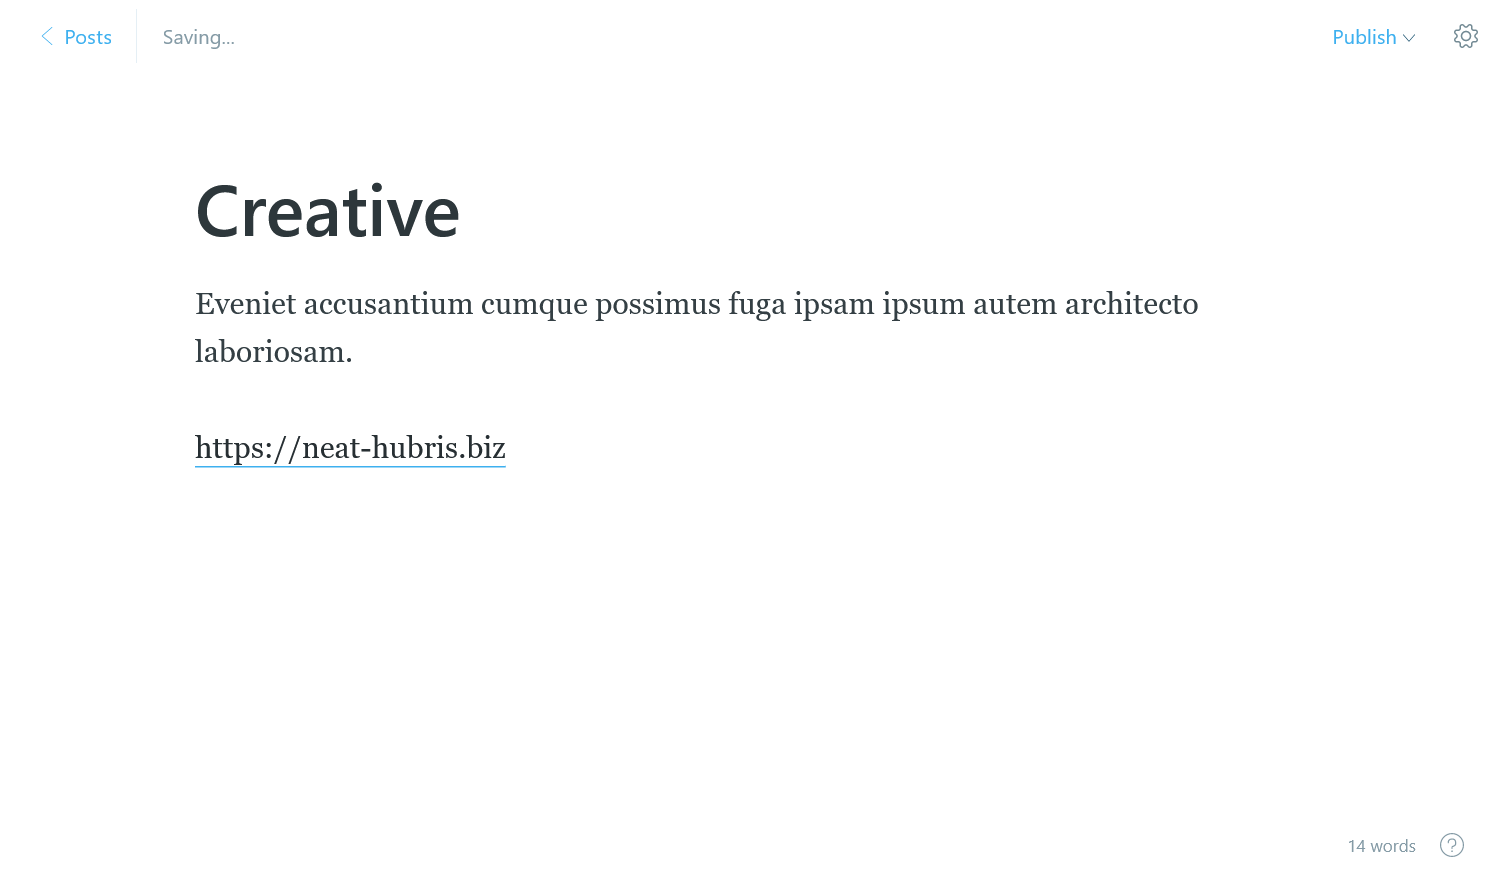 Posts
Saving...
Publish
Creative
Eveniet accusantium cumque possimus fuga ipsam ipsum autem architecto
laboriosam.
https://neat-hubris.biz
14 words